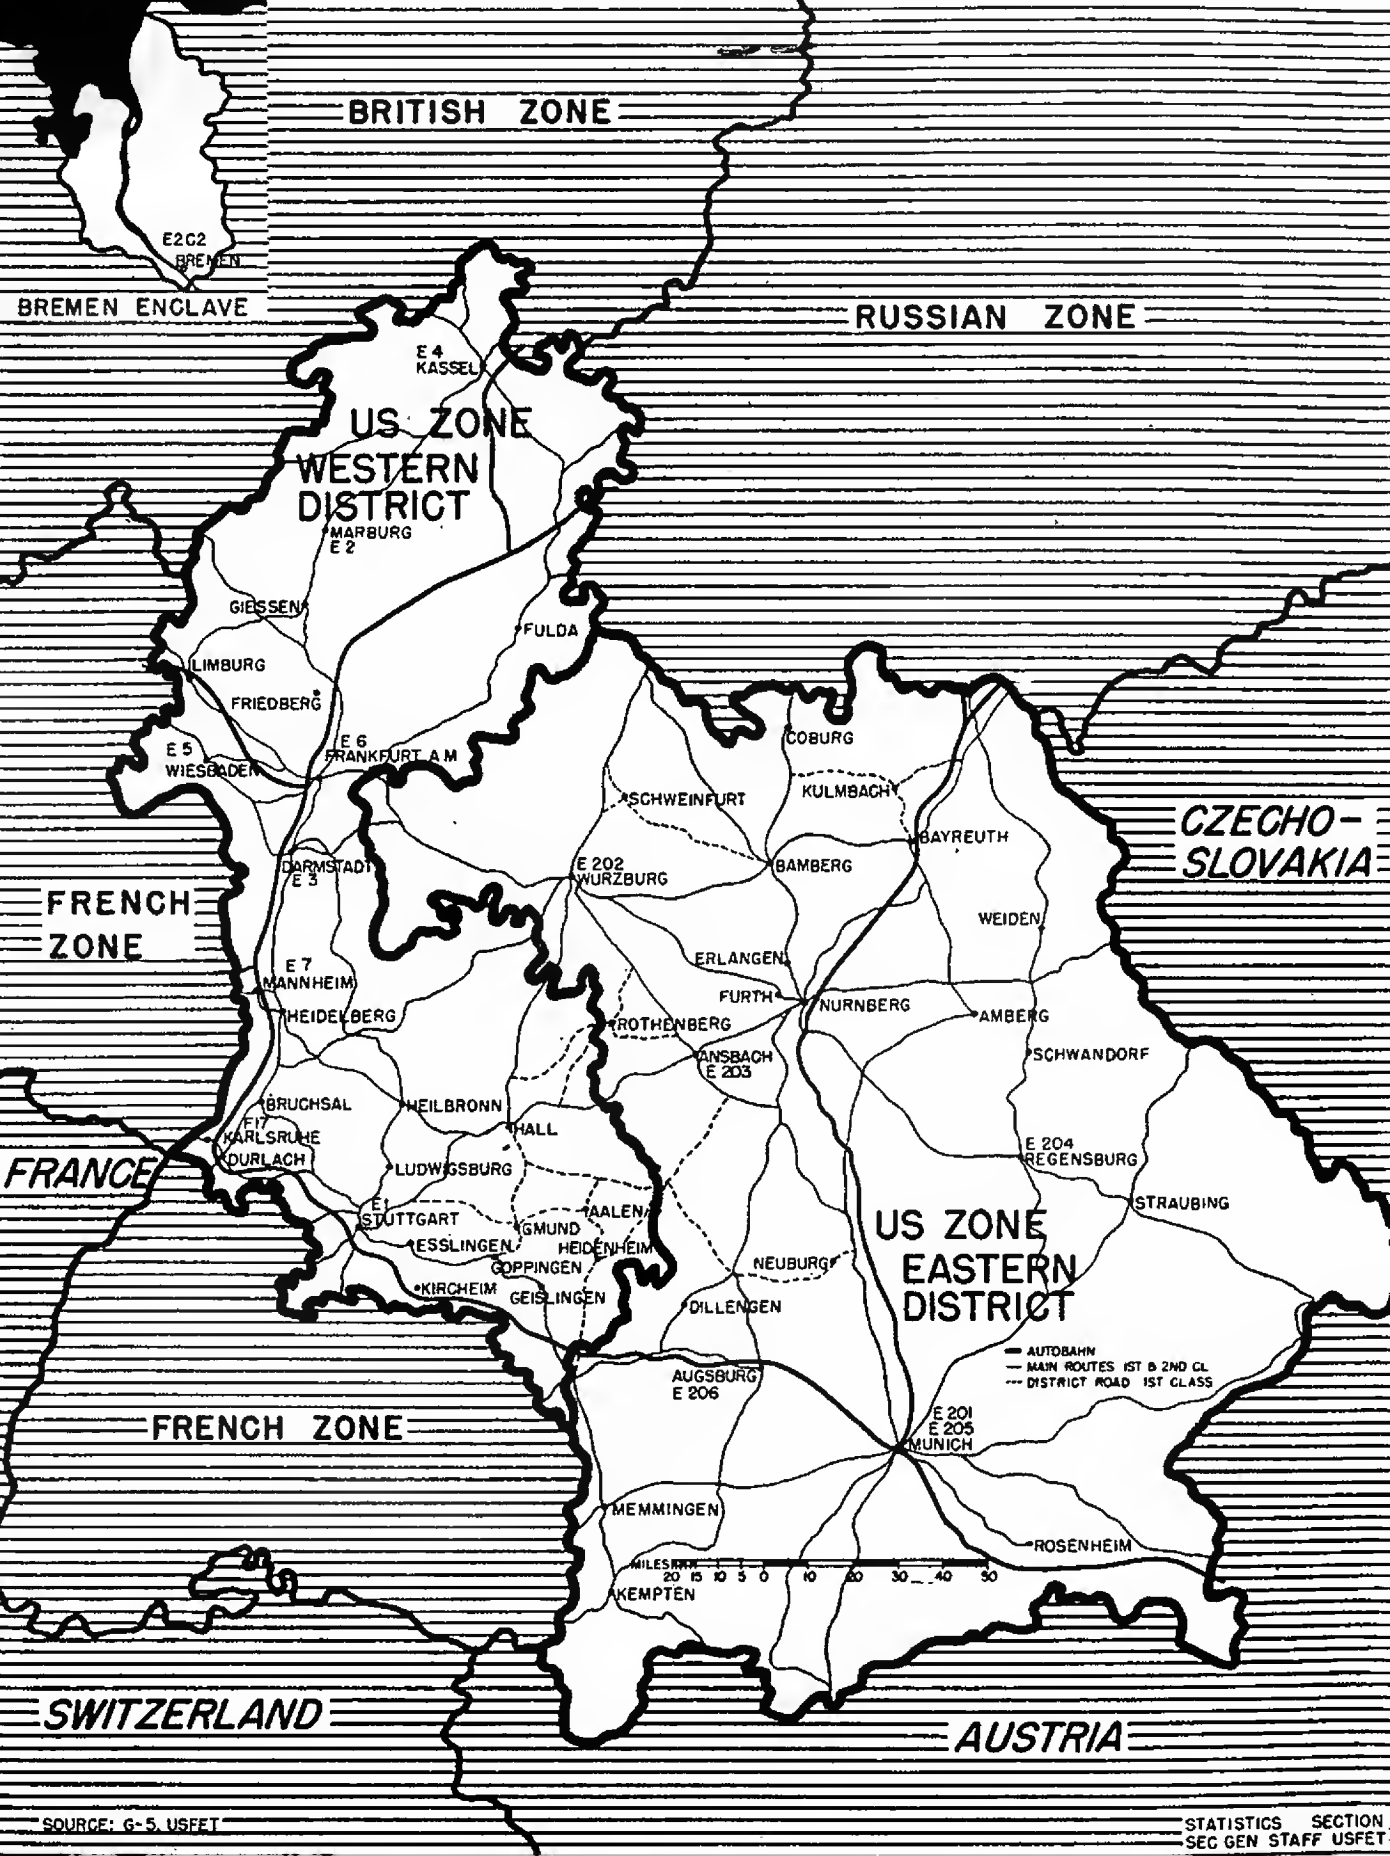 BRITISH ZONE
E2C2
BREMEN
BREMEN ENCLAVE
RUSSIAN ZONE
E 4
KASSEL
US ZONE
WESTERN
DISTRICT
MARBURG
E 2
GIESSEN
FULDA
LIMBURG
FRIEDBERG
E 6
FRANKFURT A M
E 5
WIESBADEN
COBURG
KULMBACH
SCHWEINFURT
CZECHO-
SLOVAKIA
BAYREUTH
DARMSTADT
E 3
E 202
WURZBURG
BAMBERG
FRENCH
ZONE
WEIDEN
ERLANGEN
E 7
MANNHEIM
FURTH
NURNBERG
HEIDELBERG
AMBERG
ROTHENBERG
ANSBACH
E 203
SCHWANDORF
BRUCHSAL
HEILBRONN
KARLSRUHE
HALL
DURLACH
E 204
REGENSBURG
FRANCE
LUDWIGSBURG
STRAUBING
E1
STUTTGART
AALEN
GMUND
US ZONE
EASTERN
DISTRICT
ESSLINGEN
HEIDENHEIM
GOPPINGEN
NEUBURG
KIRCHEIM
GEISLINGEN
DILLENGEN
AUTOBAHN
MAIN ROUTES 1ST & 2ND CL
DISTRICT ROAD 1ST CLASS
AUGSBURG
E 206
E 201
E 205
MUNICH
FRENCH ZONE
MEMMINGEN
ROSENHEIM
MILES
20 15 10 5 0 10 20 30 40 50
KEMPTEN
SWITZERLAND
AUSTRIA
SOURCE: G-5, USFET
STATISTICS SECTION
SEC GEN STAFF USFET